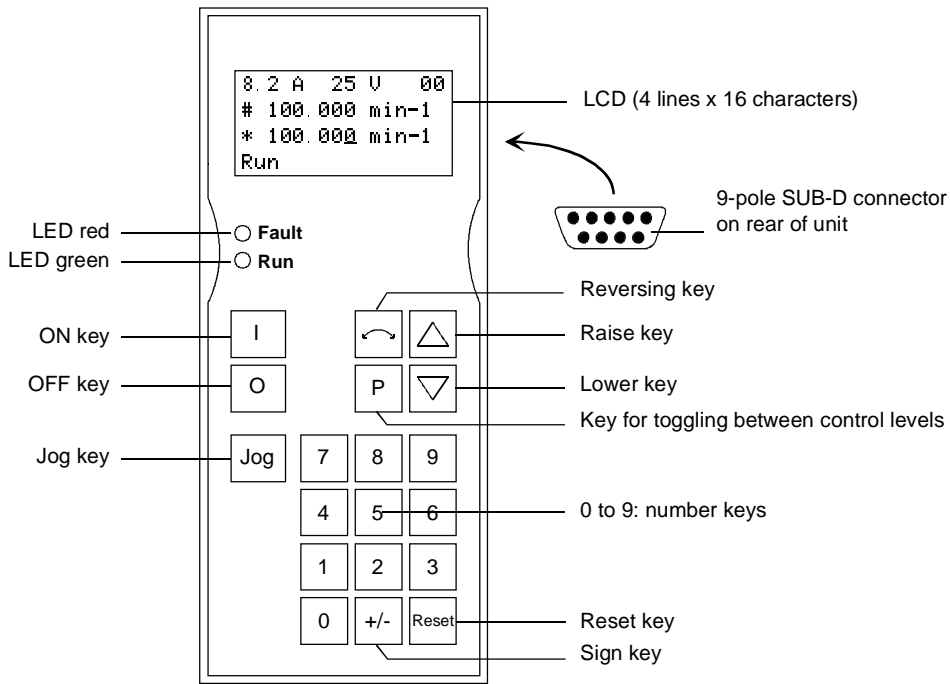 8.2 A 25 V 00
# 100.000 min-1
* 100.000 min-1
Run
LCD (4 lines x 16 characters)
9-pole SUB-D connector
on rear of unit
LED red
Fault
LED green
Run
Reversing key
ON key
I
Raise key
OFF key
O
P
Lower key
Key for toggling between control levels
Jog key
Jog
7
8
9
4
5
6
0 to 9: number keys
1
2
3
0
+/-
Reset
Reset key
Sign key